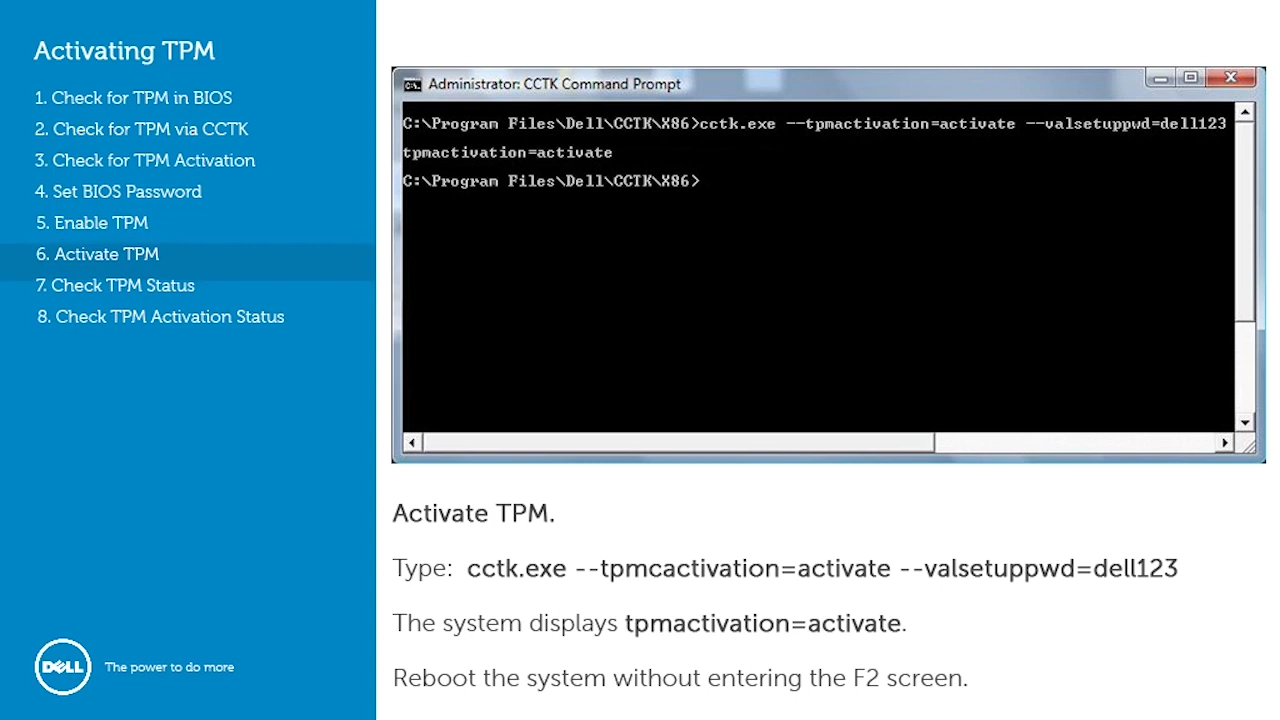 Activating TPM
1. Check for TPM in BIOS
2. Check for TPM via CCTK
3. Check for TPM Activation
4. Set BIOS Password
5. Enable TPM
6. Activate TPM
7. Check TPM Status
8. Check TPM Activation Status
DELL
The power to do more
Administrator: CCTK Command Prompt
C:\Program Files\Dell\CCTK\X86>cctk.exe --tpmactivation=activate --valsetuppwd=dell123
tpmactivation=activate
C:\Program Files\Dell\CCTK\X86>
Activate TPM.
Type: cctk.exe --tpmcactivation=activate --valsetuppwd=dell123
The system displays tpmactivation=activate.
Reboot the system without entering the F2 screen.